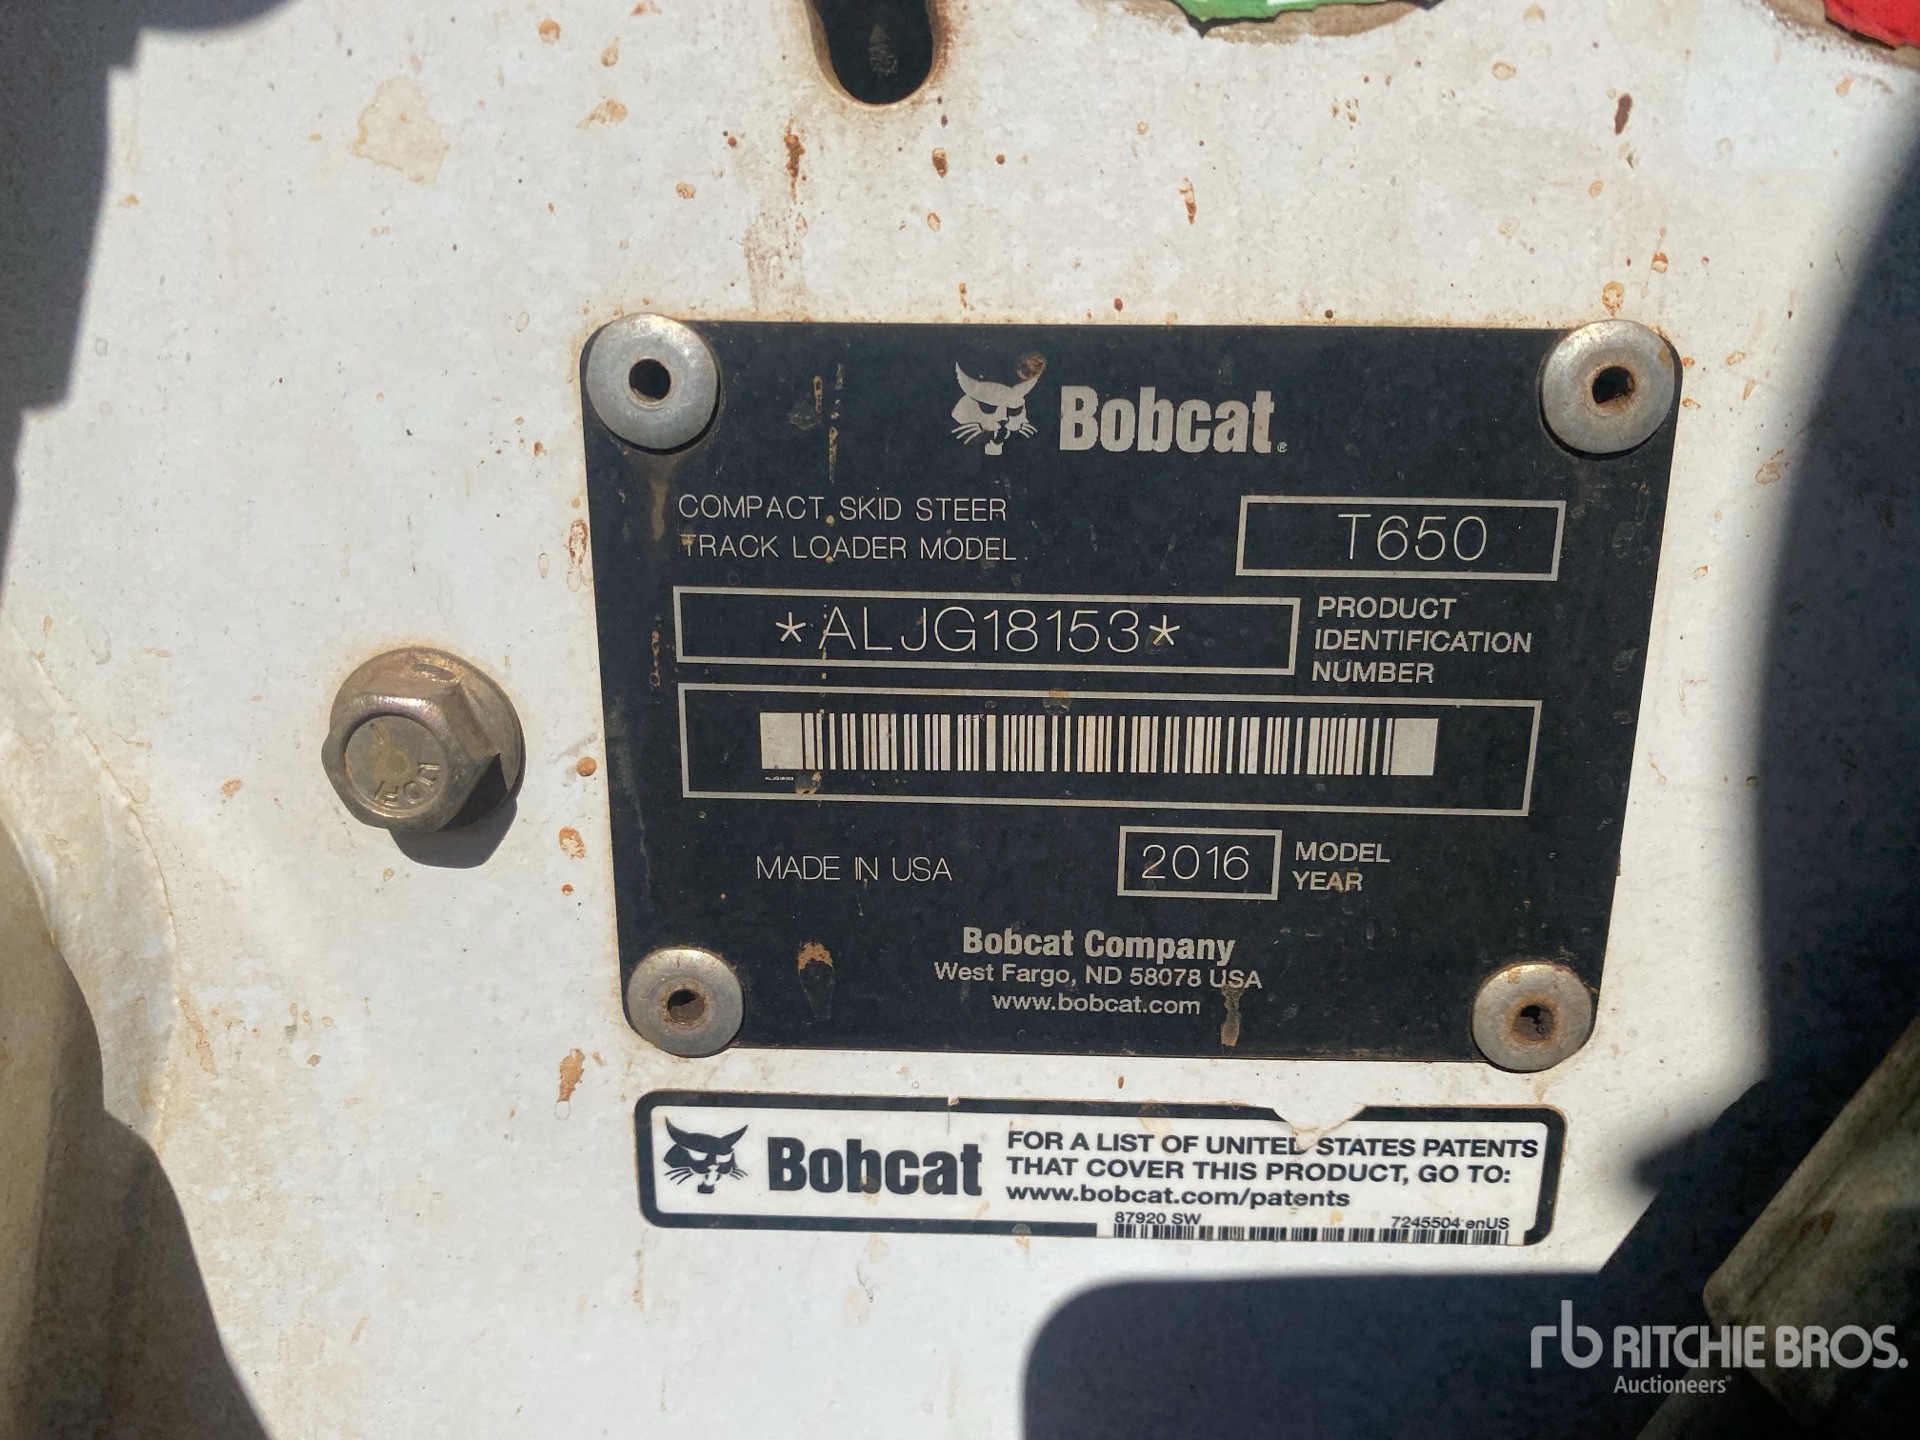 Bobcat®
COMPACT SKID STEER
TRACK LOADER MODEL
T650
*ALJG18153*
PRODUCT
IDENTIFICATION
NUMBER
ALJG18153
MADE IN USA
2016
MODEL
YEAR
Bobcat Company
West Fargo, ND 58078 USA
www.bobcat.com
Bobcat
FOR A LIST OF UNITED STATES PATENTS
THAT COVER THIS PRODUCT, GO TO:
www.bobcat.com/patents
87920 SW
7245504 enUS
rb RITCHIE BROS.
Auctioneers®